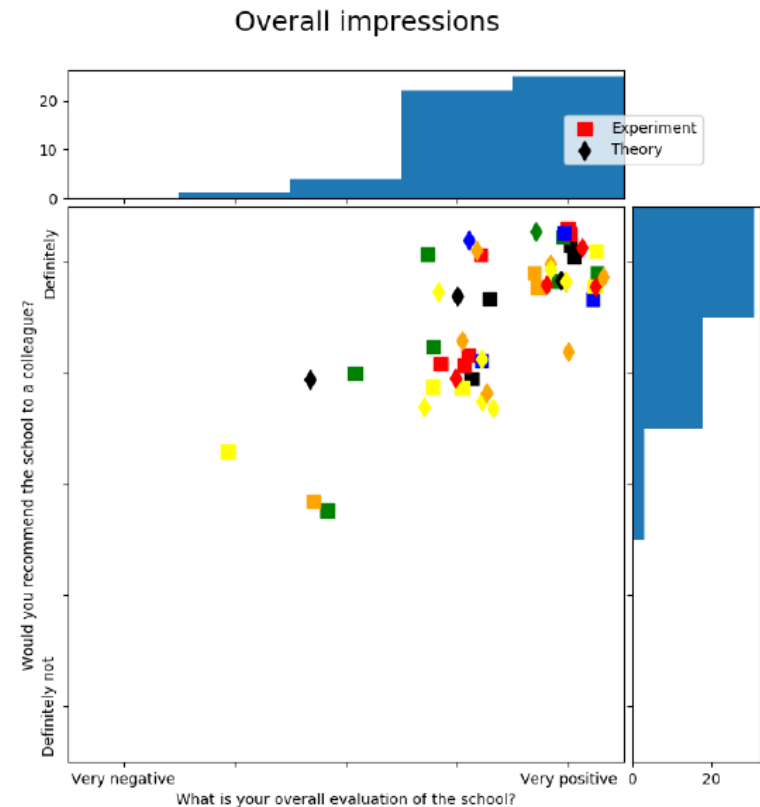 Overall impressions
20
10
0
Experiment
Theory
Would you recommend the school to a colleague?
Definitely
Definitely not
Very negative
Very positive
0
20
What is your overall evaluation of the school?